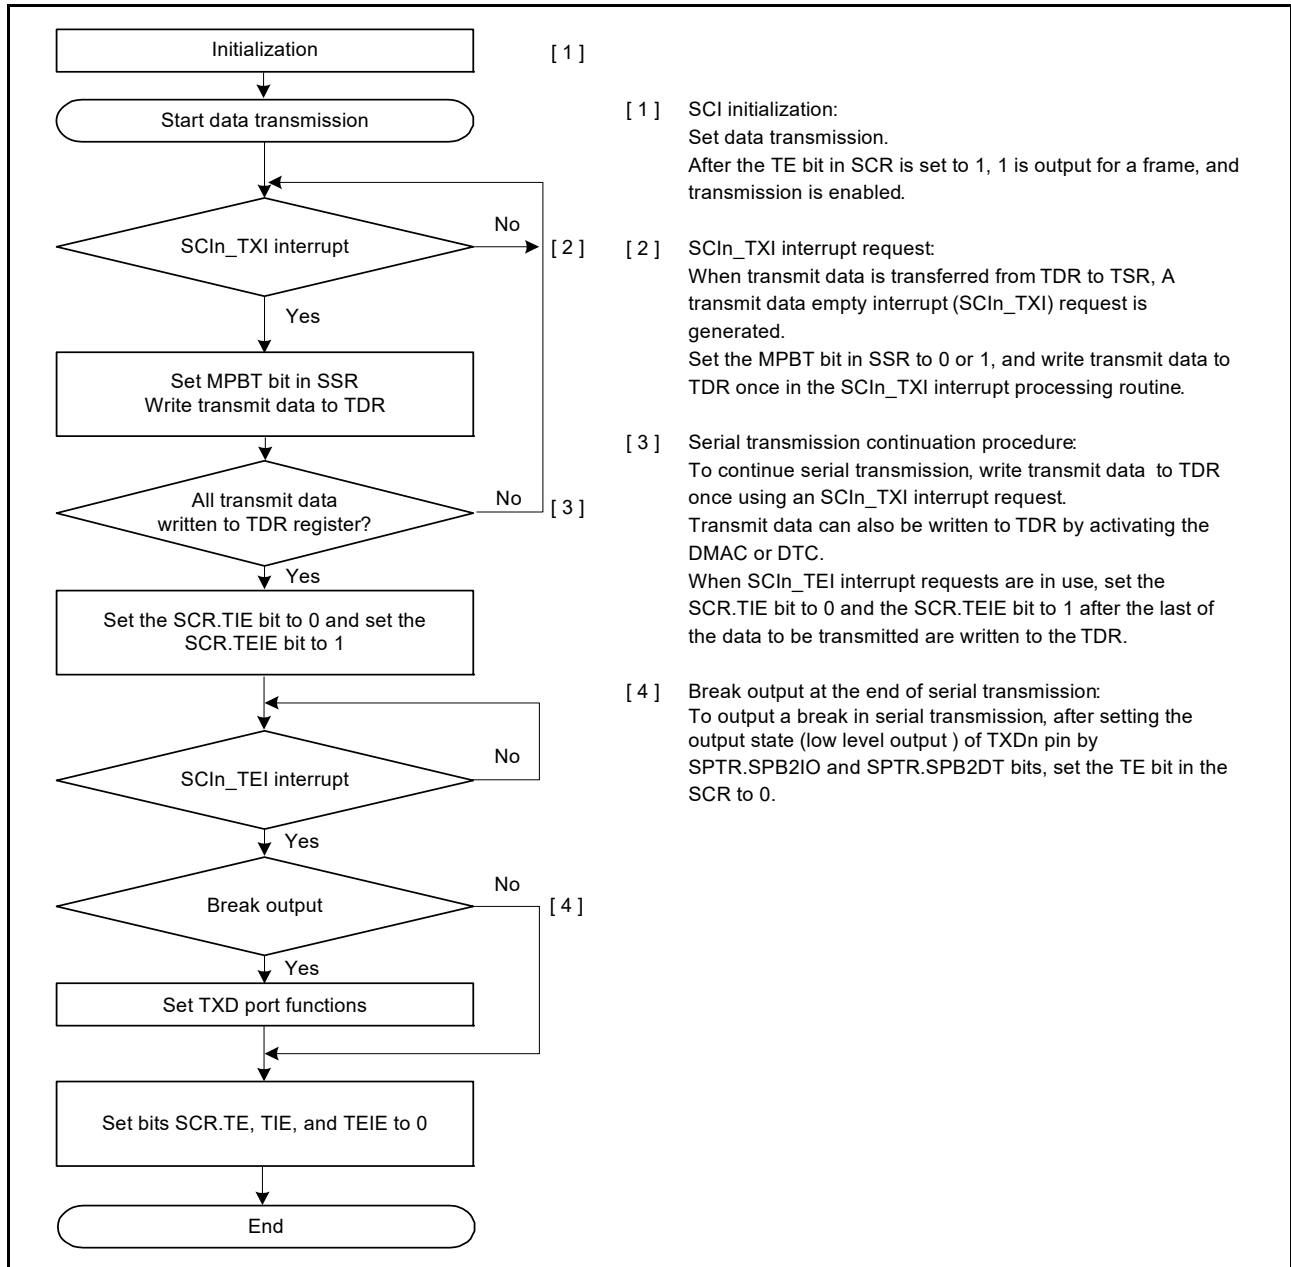 Initialization
[ 1 ]
Start data transmission
SCIn_TXI interrupt
No
[ 2 ]
Yes
Set MPBT bit in SSR
Write transmit data to TDR
All transmit data
written to TDR register?
No
[ 3 ]
Yes
Set the SCR.TIE bit to 0 and set the
SCR.TEIE bit to 1
SCIn_TEI interrupt
No
Yes
Break output
No
[ 4 ]
Yes
Set TXD port functions
Set bits SCR.TE, TIE, and TEIE to 0
End
[ 1 ] SCI initialization:
Set data transmission.
After the TE bit in SCR is set to 1, 1 is output for a frame, and
transmission is enabled.
[ 2 ] SCIn_TXI interrupt request:
When transmit data is transferred from TDR to TSR, A
transmit data empty interrupt (SCIn_TXI) request is
generated.
Set the MPBT bit in SSR to 0 or 1, and write transmit data to
TDR once in the SCIn_TXI interrupt processing routine.
[ 3 ] Serial transmission continuation procedure:
To continue serial transmission, write transmit data to TDR
once using an SCIn_TXI interrupt request.
Transmit data can also be written to TDR by activating the
DMAC or DTC.
When SCIn_TEI interrupt requests are in use, set the
SCR.TIE bit to 0 and the SCR.TEIE bit to 1 after the last of
the data to be transmitted are written to the TDR.
[ 4 ] Break output at the end of serial transmission:
To output a break in serial transmission, after setting the
output state (low level output ) of TXDn pin by
SPTR.SPB2IO and SPTR.SPB2DT bits, set the TE bit in the
SCR to 0.